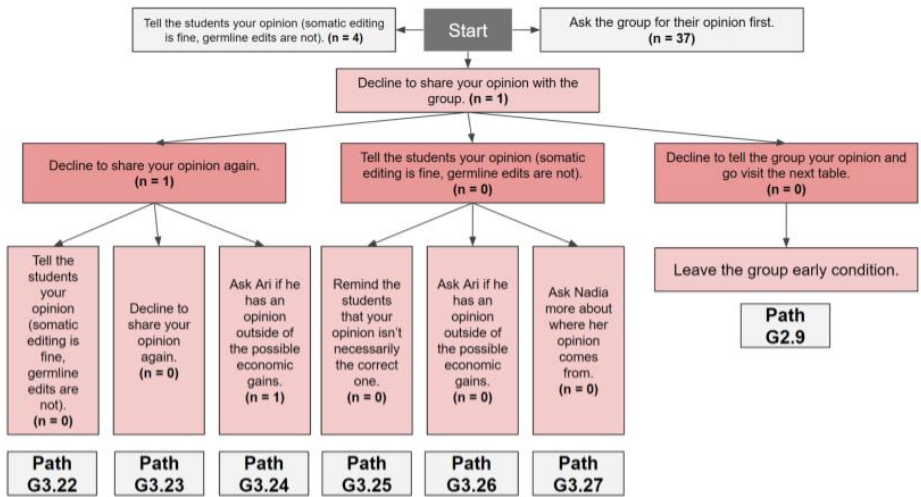 Tell the students your opinion (somatic editing
is fine, germline edits are not). (n = 4)
Start
Ask the group for their opinion first.
(n = 37)
Decline to share your opinion with the
group. (n = 1)
Decline to share your opinion again.
(n = 1)
Tell the students your opinion (somatic
editing is fine, germline edits are not).
(n = 0)
Decline to tell the group your opinion and
go visit the next table.
(n = 0)
Tell the
students
your
opinion
(somatic
editing is
fine,
germline
edits are
not).
(n = 0)
Decline to
share your
opinion
again.
(n = 0)
Ask Ari if he
has an
opinion
outside of
the possible
economic
gains.
(n = 1)
Remind the
students
that your
opinion isn't
necessarily
the correct
one.
(n = 0)
Ask Ari if he
has an
opinion
outside of
the possible
economic
gains.
(n = 0)
Ask Nadia
more about
where her
opinion
comes
from.
(n = 0)
Leave the group early condition.
Path
G2.9
Path
G3.22
Path
G3.23
Path
G3.24
Path
G3.25
Path
G3.26
Path
G3.27